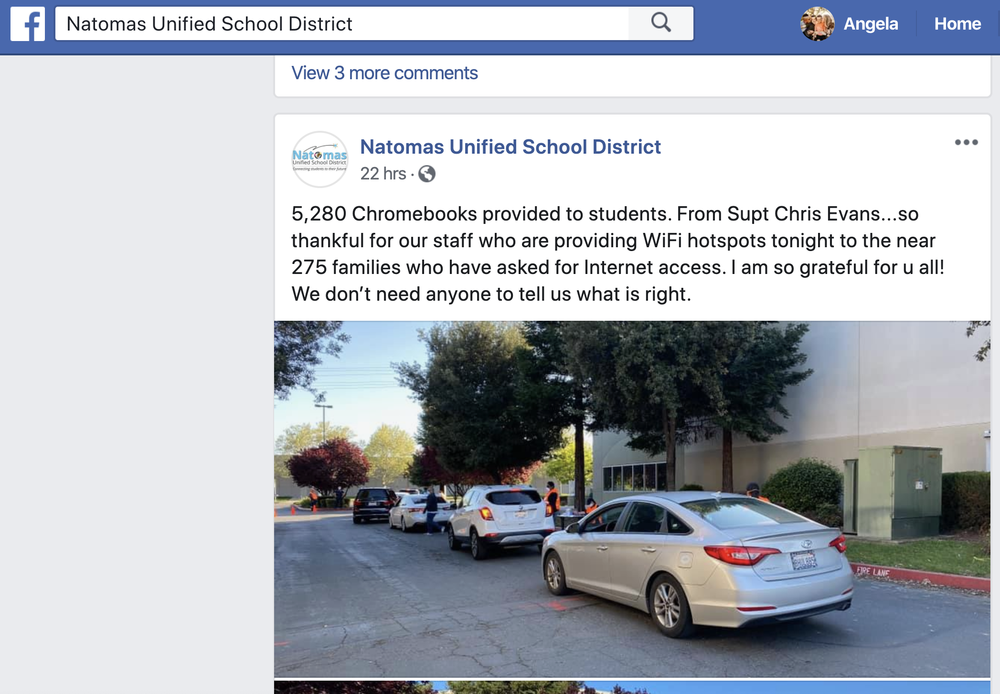 Natomas Unified School District
Angela
Home
View 3 more comments
Natomas
Unified School District
Connecting students to their future
Natomas Unified School District
22 hrs ·
5,280 Chromebooks provided to students. From Supt Chris Evans...so
thankful for our staff who are providing WiFi hotspots tonight to the near
275 families who have asked for Internet access. I am so grateful for u all!
We don’t need anyone to tell us what is right.
FIRE LANE